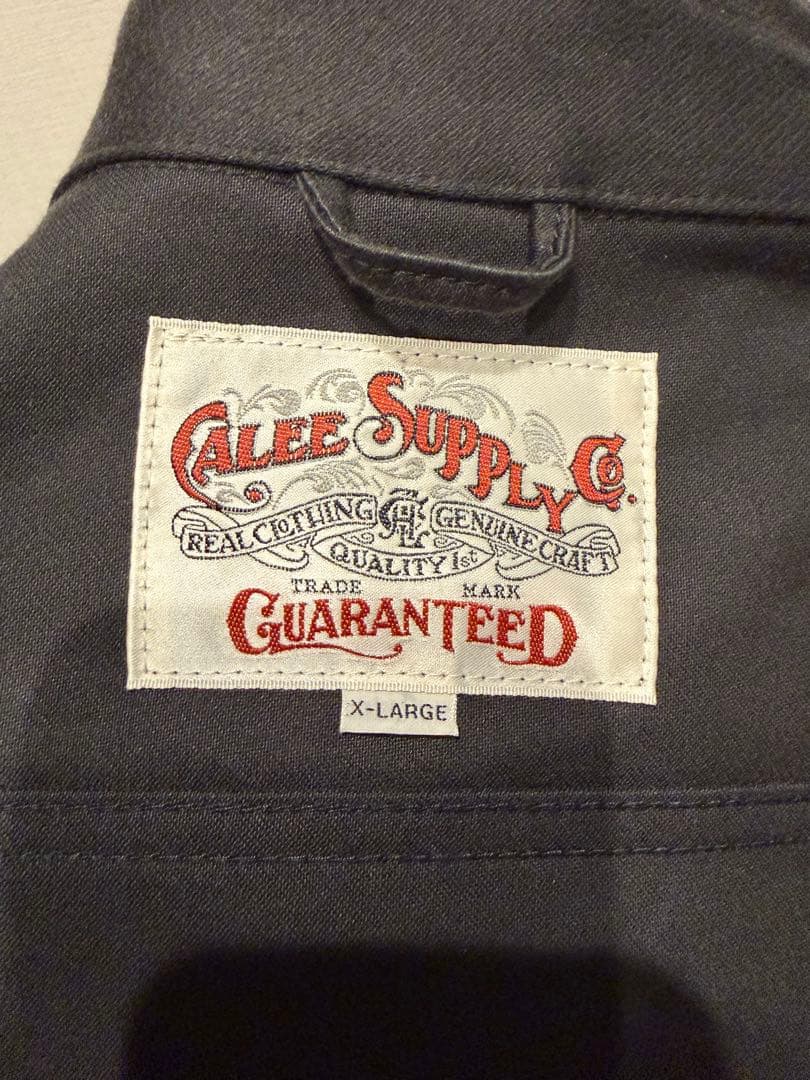 CALEE SUPPLY Co.
REAL CLOTHING GENUINE CRAFT
QUALITY 1st
TRADE MARK
GUARANTEED
X-LARGE